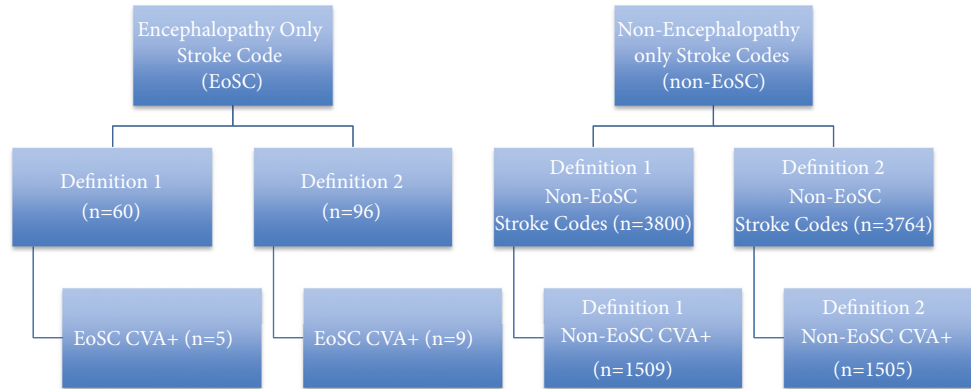 Encephalopathy Only
Stroke Code
(EoSC)
Non-Encephalopathy
only Stroke Codes
(non-EoSC)
Definition 1
(n=60)
Definition 2
(n=96)
Definition 1
Non-EoSC
Stroke Codes (n=3800)
Definition 2
Non-EoSC
Stroke Codes (n=3764)
EoSC CVA+ (n=5)
EoSC CVA+ (n=9)
Definition 1
Non-EoSC CVA+
(n=1509)
Definition 2
Non-EoSC CVA+
(n=1505)